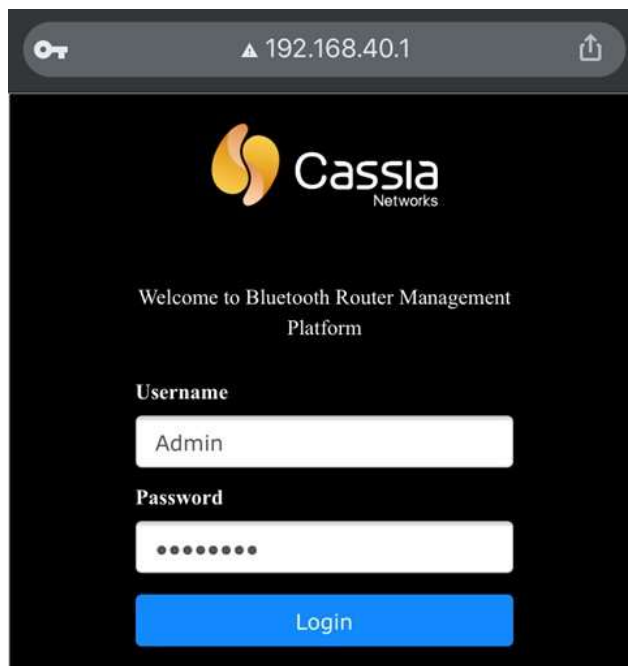 192.168.40.1
Cassia
Networks
Welcome to Bluetooth Router Management
Platform
Username
Admin
Password
••••••••
Login